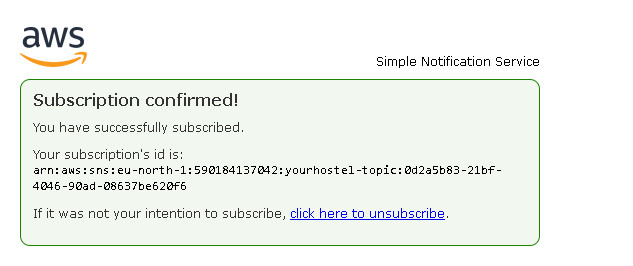 aws
Simple Notification Service
Subscription confirmed!
You have successfully subscribed.
Your subscription's id is:
arn:aws:sns:eu-north-1:590184137042:yourhostel-topic:0d2a5b83-21bf-
4046-90ad-08637be620f6
If it was not your intention to subscribe, click here to unsubscribe.